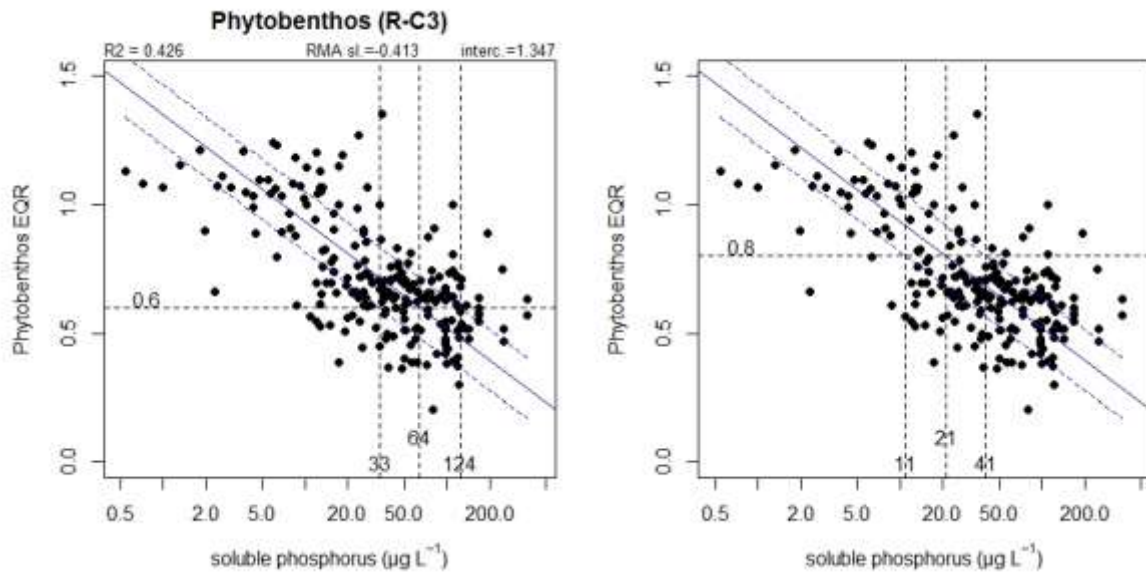 Phytobenthos (R-C3)
R2 = 0.426 RMA sl.=-0.413 interc.=1.347
Phytobenthos EQR
1.5
1.0
0.5
0.0
0.6
64
33 124
0.5 2.0 5.0 20.0 50.0 200.0
soluble phosphorus (µg L⁻¹)
Phytobenthos EQR
1.5
1.0
0.5
0.0
0.8
21
11 41
0.5 2.0 5.0 20.0 50.0 200.0
soluble phosphorus (µg L⁻¹)